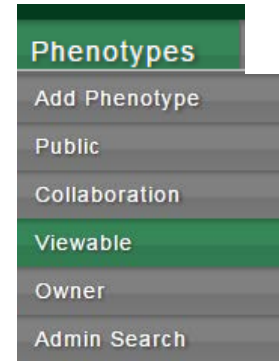 Phenotypes
Add Phenotype
Public
Collaboration
Viewable
Owner
Admin Search